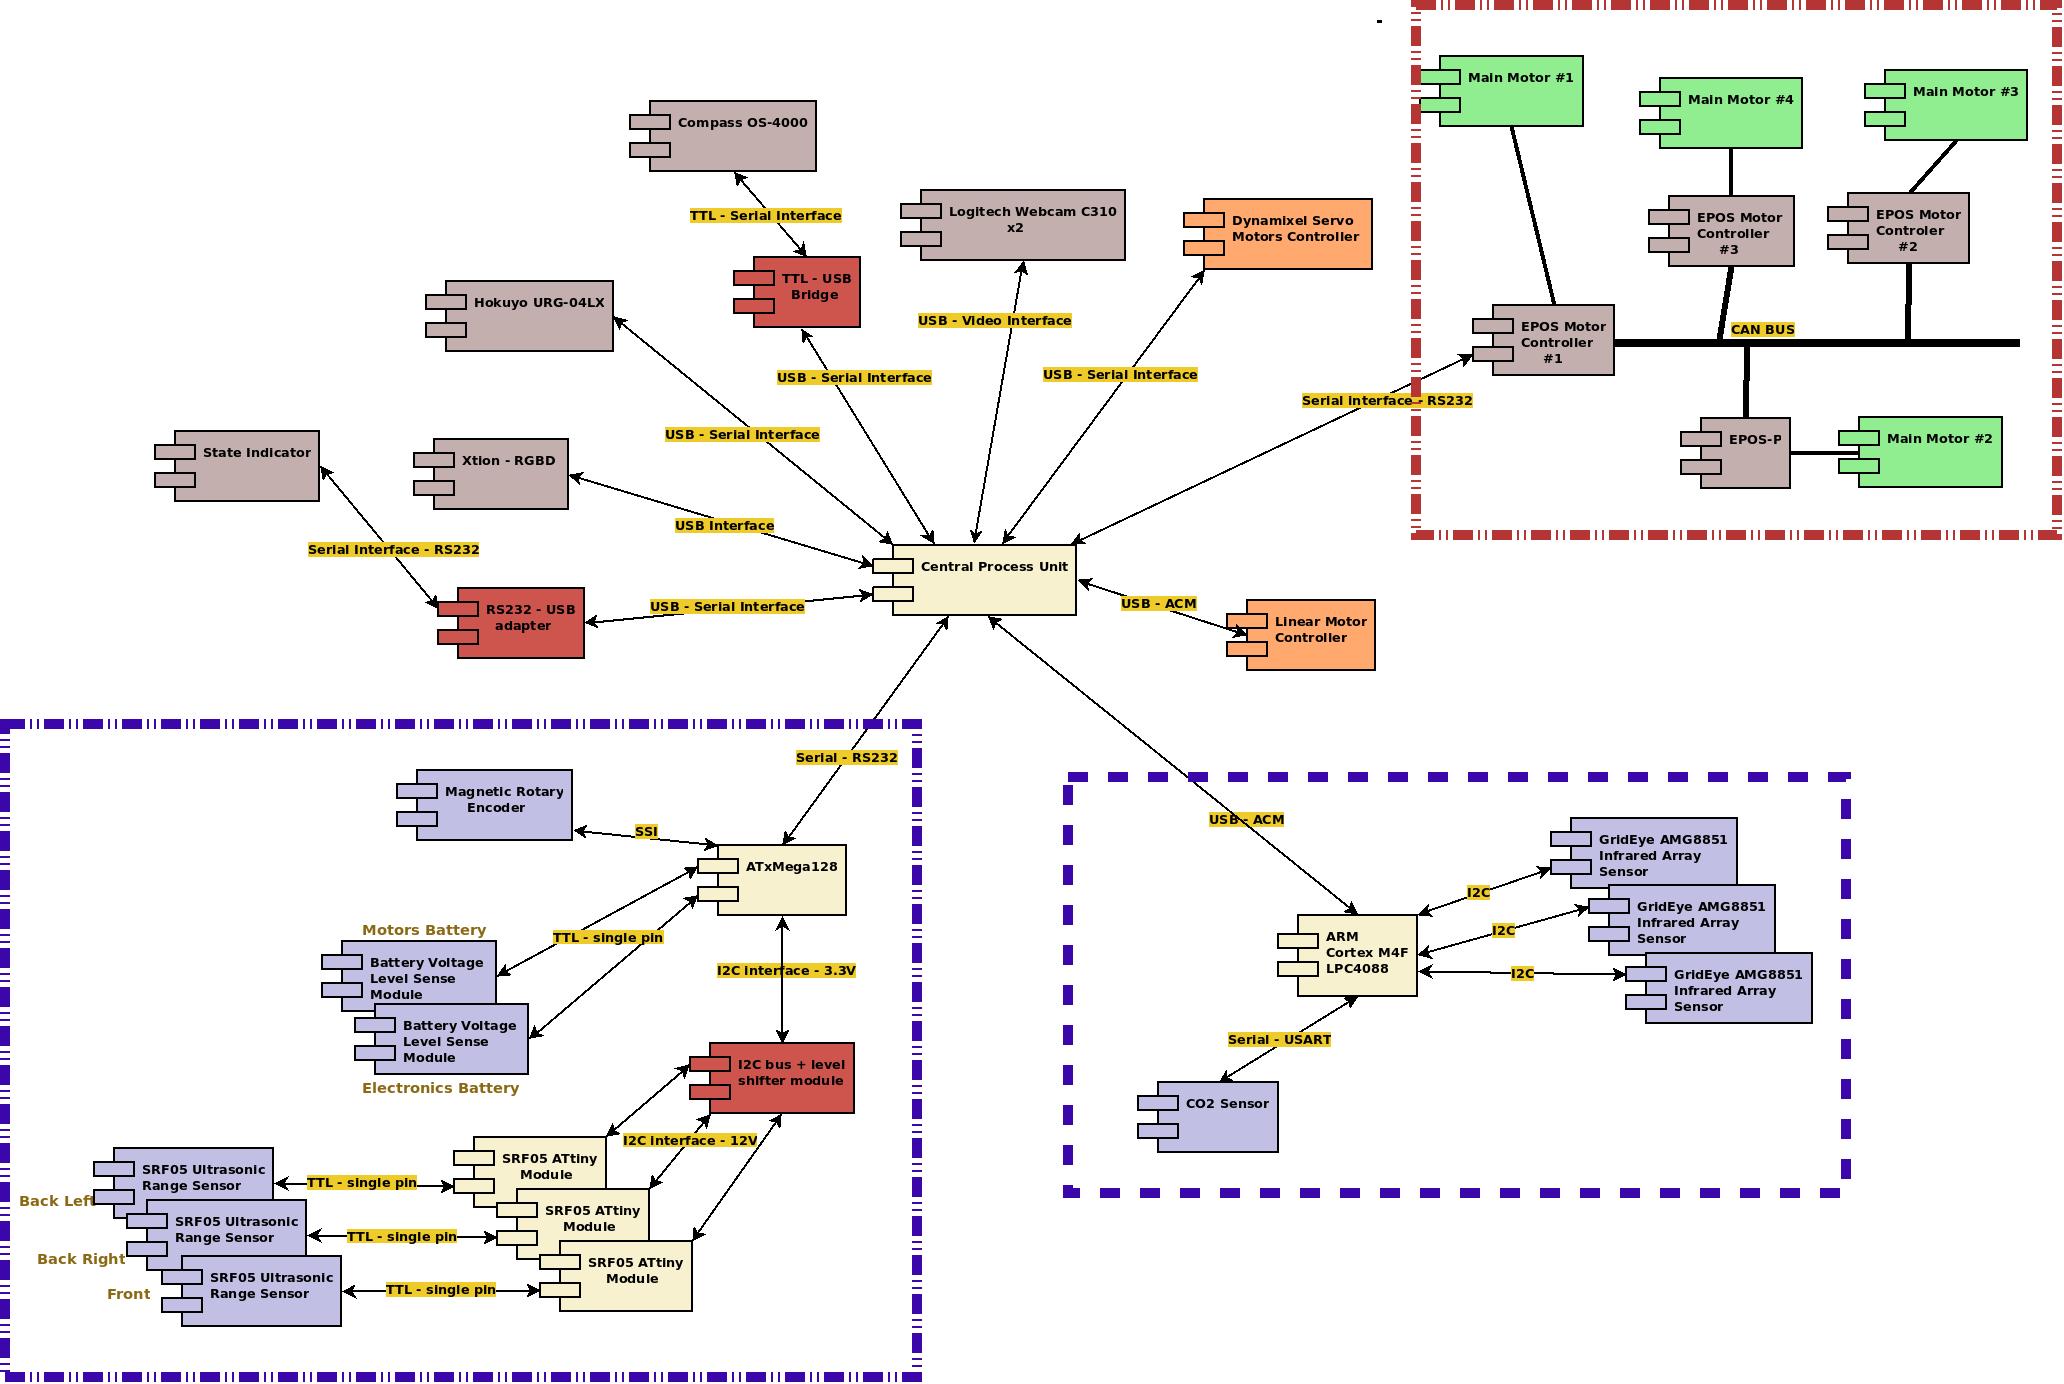 -
Main Motor #1
Main Motor #4
Main Motor #3
Compass OS-4000
TTL - Serial Interface
Logitech Webcam C310
x2
Dynamixel Servo
Motors Controller
EPOS Motor
Controller
#3
EPOS Motor
Controler
#2
TTL - USB
Bridge
Hokuyo URG-04LX
USB - Video Interface
EPOS Motor
Controller
#1
CAN BUS
USB - Serial Interface
USB - Serial Interface
Serial interface - RS232
USB - Serial Interface
State Indicator
Xtion - RGBD
EPOS-P
Main Motor #2
USB Interface
Serial Interface - RS232
Central Process Unit
RS232 - USB
adapter
USB - Serial Interface
USB - ACM
Linear Motor
Controller
Serial - RS232
Magnetic Rotary
Encoder
SSI
ATxMega128
Motors Battery
TTL - single pin
Battery Voltage
Level Sense
Module
I2C interface - 3.3V
Battery Voltage
Level Sense
Module
Electronics Battery
I2C bus + level
shifter module
I2C Interface - 12V
SRF05 ATtiny
Module
SRF05 Ultrasonic
Range Sensor
TTL - single pin
Back Left
SRF05 ATtiny
Module
SRF05 Ultrasonic
Range Sensor
TTL - single pin
Back Right
SRF05 ATtiny
Module
SRF05 Ultrasonic
Range Sensor
TTL - single pin
Front
USB - ACM
GridEye AMG8851
Infrared Array
Sensor
I2C
GridEye AMG8851
Infrared Array
Sensor
I2C
ARM
Cortex M4F
LPC4088
I2C
GridEye AMG8851
Infrared Array
Sensor
Serial - USART
CO2 Sensor